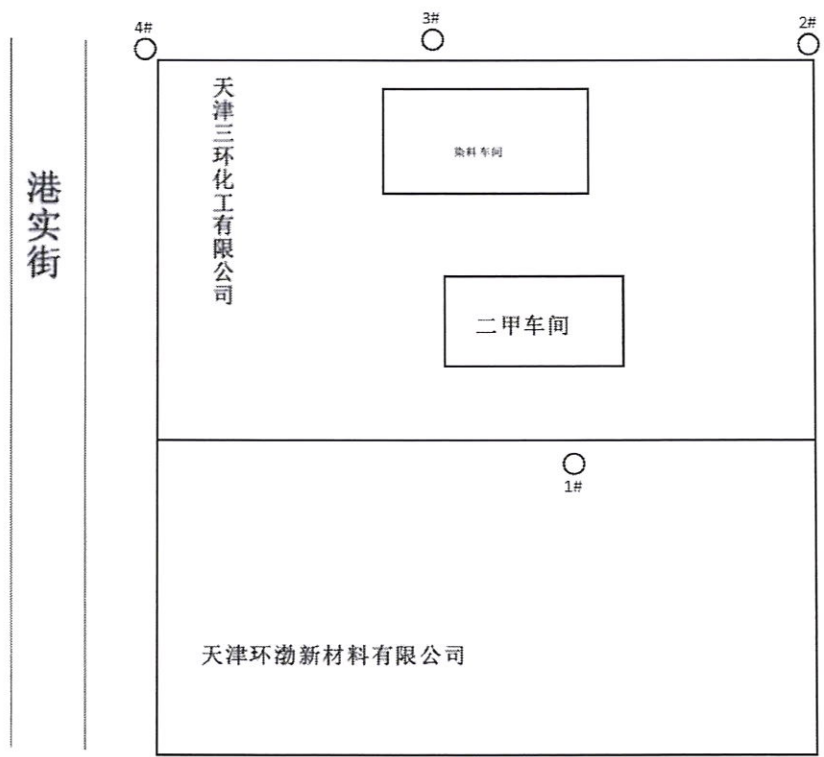 4#
3#
2#
天津三环化工有限公司
染料车间
港实街
二甲车间
1#
天津环渤新材料有限公司